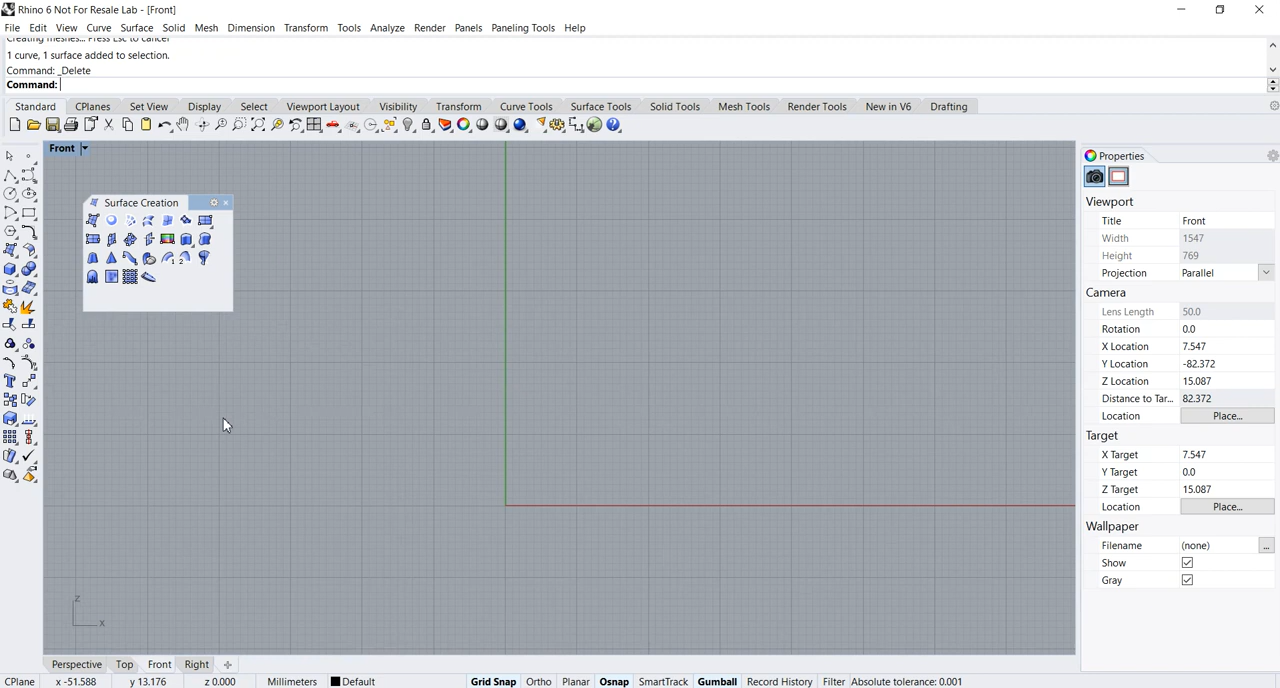 Rhino 6 Not For Resale Lab - [Front]
File Edit View Curve Surface Solid Mesh Dimension Transform Tools Analyze Render Panels Paneling Tools Help
Creating meshes... Press Esc to cancel
1 curve, 1 surface added to selection.
Command: _Delete
Command:
Standard CPlanes Set View Display Select Viewport Layout Visibility Transform Curve Tools Surface Tools Solid Tools Mesh Tools Render Tools New in V6 Drafting
Front
Properties
Surface Creation
Viewport
Title Front
Width 1547
Height 769
Projection Parallel
Camera
Lens Length 50.0
Rotation 0.0
X Location 7.547
Y Location -82.372
Z Location 15.087
Distance to Tar... 82.372
Location Place...
Target
X Target 7.547
Y Target 0.0
Z Target 15.087
Location Place...
Wallpaper
Filename (none) ...
Show
Gray
z
x
Perspective Top Front Right
CPlane x -51.588 y 13.176 z 0.000 Millimeters Default Grid Snap Ortho Planar Osnap SmartTrack Gumball Record History Filter Absolute tolerance: 0.001